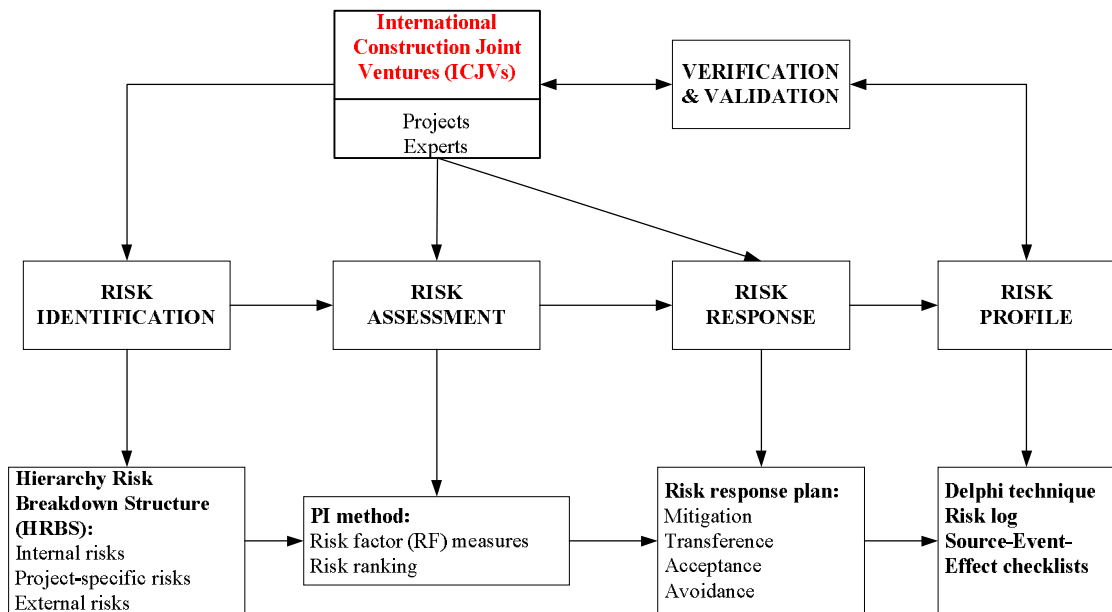 International
Construction Joint
Ventures (ICJVs)
Projects
Experts
VERIFICATION
& VALIDATION
RISK
IDENTIFICATION
RISK
ASSESSMENT
RISK
RESPONSE
RISK
PROFILE
Hierarchy Risk
Breakdown Structure
(HRBS):
Internal risks
Project-specific risks
External risks
PI method:
Risk factor (RF) measures
Risk ranking
Risk response plan:
Mitigation
Transference
Acceptance
Avoidance
Delphi technique
Risk log
Source-Event-
Effect checklists